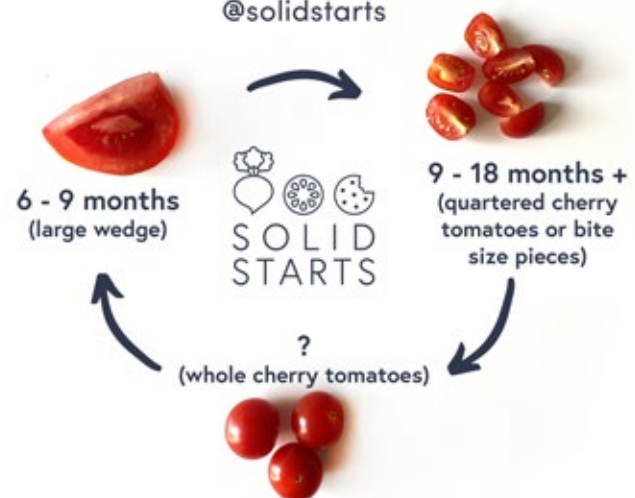 @solidstarts
6 - 9 months
(large wedge)
9 - 18 months +
(quartered cherry
tomatoes or bite
size pieces)
SOLID
STARTS
?
(whole cherry tomatoes)